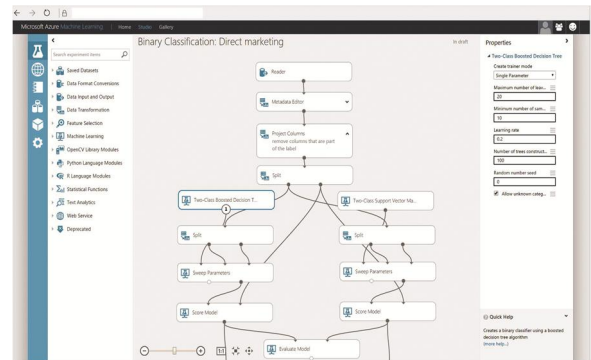 Microsoft Azure Machine Learning | Home Studio Gallery
Search experiment items
Saved Datasets
Data Format Conversions
Data Input and Output
Data Transformation
Feature Selection
Machine Learning
OpenCV Library Modules
Python Language Modules
R Language Modules
Statistical Functions
Text Analytics
Web Service
Deprecated
Binary Classification: Direct marketing
In draft
Reader
Metadata Editor
Project Columns
remove columns that are part
of the label
Split
Two-Class Boosted Decision T...
1
Two-Class Support Vector Ma...
Split
Split
Sweep Parameters
Sweep Parameters
Score Model
Score Model
Evaluate Model
1:1
Properties
Two-Class Boosted Decision Tree
Create trainer mode
Single Parameter
Maximum number of leav...
20
Minimum number of sam...
10
Learning rate
0.2
Number of trees construct...
100
Random number seed
0
Allow unknown categ...
Quick Help
Creates a binary classifier using a boosted
decision tree algorithm
(more help...)